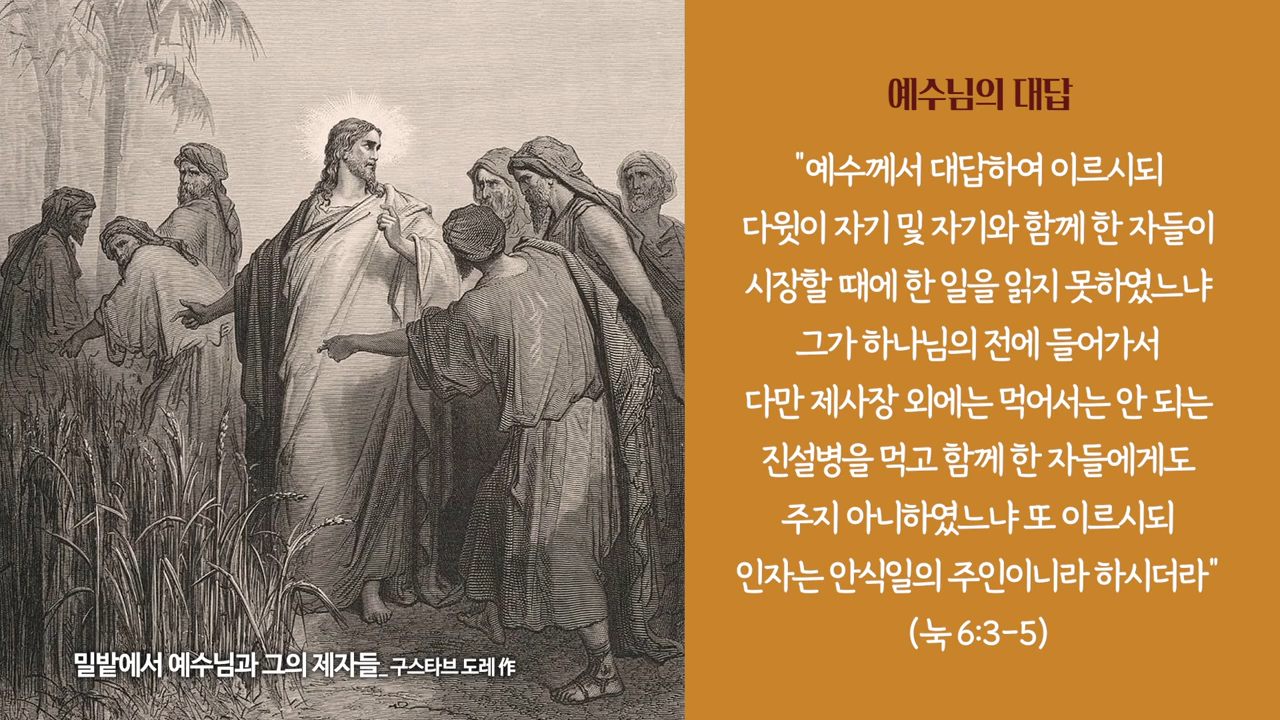 예수님의 대답
"예수께서 대답하여 이르시되
다윗이 자기 및 자기와 함께 한 자들이
시장할 때에 한 일을 읽지 못하였느냐
그가 하나님의 전에 들어가서
다만 제사장 외에는 먹어서는 안 되는
진설병을 먹고 함께 한 자들에게도
주지 아니하였느냐 또 이르시되
인자는 안식일의 주인이니라 하시더라"
(눅 6:3-5)
밀밭에서 예수님과 그의 제자들_ 구스타브 도레 作